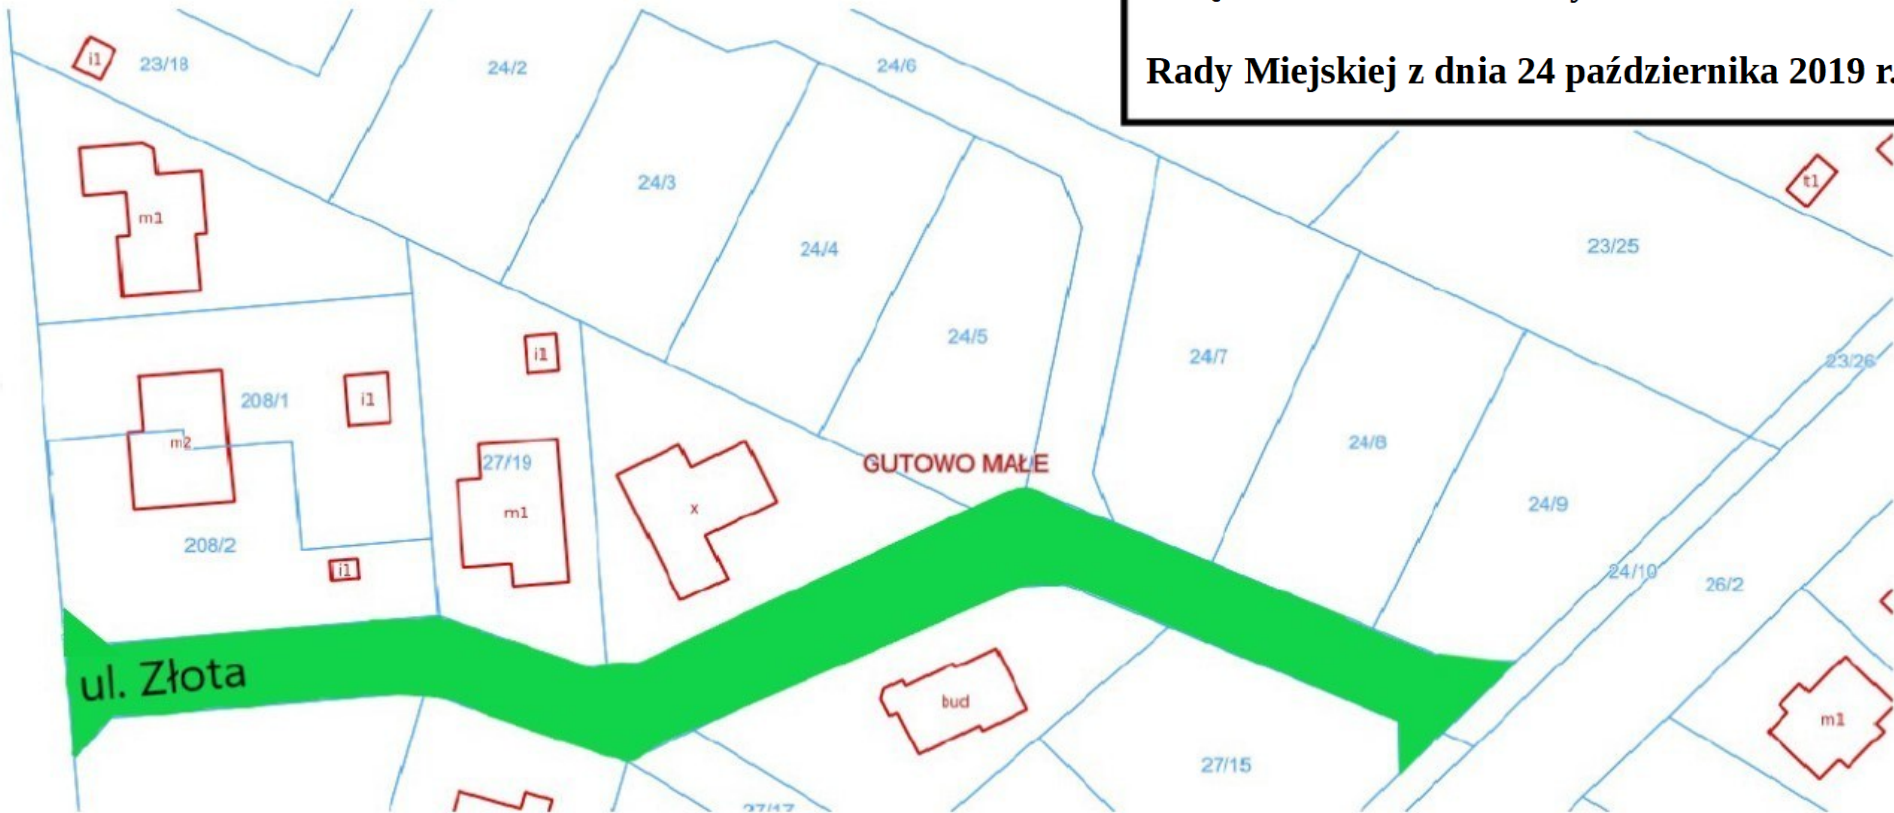 Rady Miejskiej z dnia 24 października 2019 r.
i1
23/18
24/2
24/6
24/3
t1
m1
24/4
23/25
24/5
i1
24/7
23/26
208/1
i1
m2
24/8
27/19
GUTOWO MAŁE
m1
x
24/9
208/2
i1
24/10
26/2
ul. Złota
bud
m1
27/15
27/17